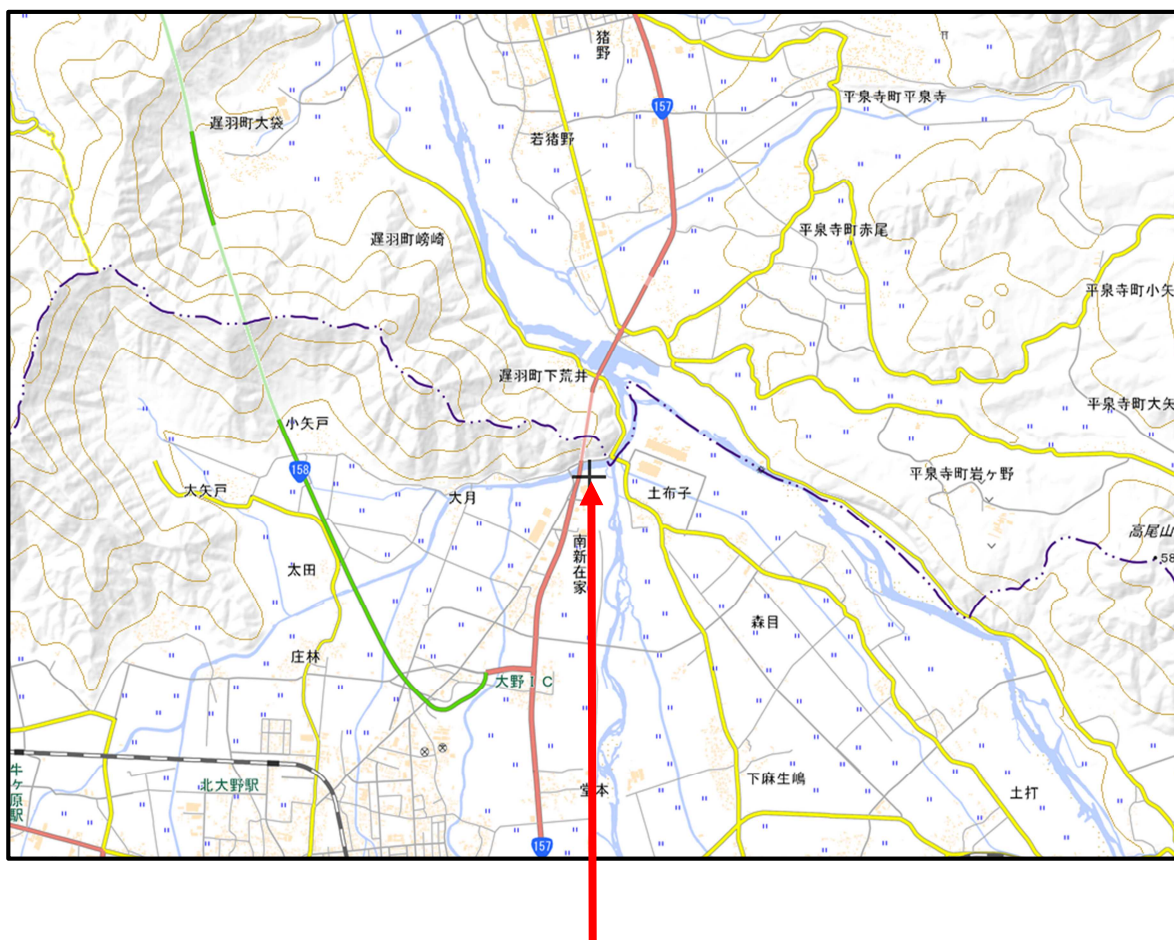 猪野
157
平泉寺町平泉寺
遅羽町大袋
若猪野
平泉寺町赤尾
遅羽町嵭崎
平泉寺町小矢
遅羽町下荒井
平泉寺町大矢
小矢戸
158
平泉寺町岩ヶ野
大矢戸
大月
土布子
高尾山
58
南新在家
太田
森目
庄林
大野IC
下麻生嶋
北大野駅
牛ヶ原駅
堂本
土打
157